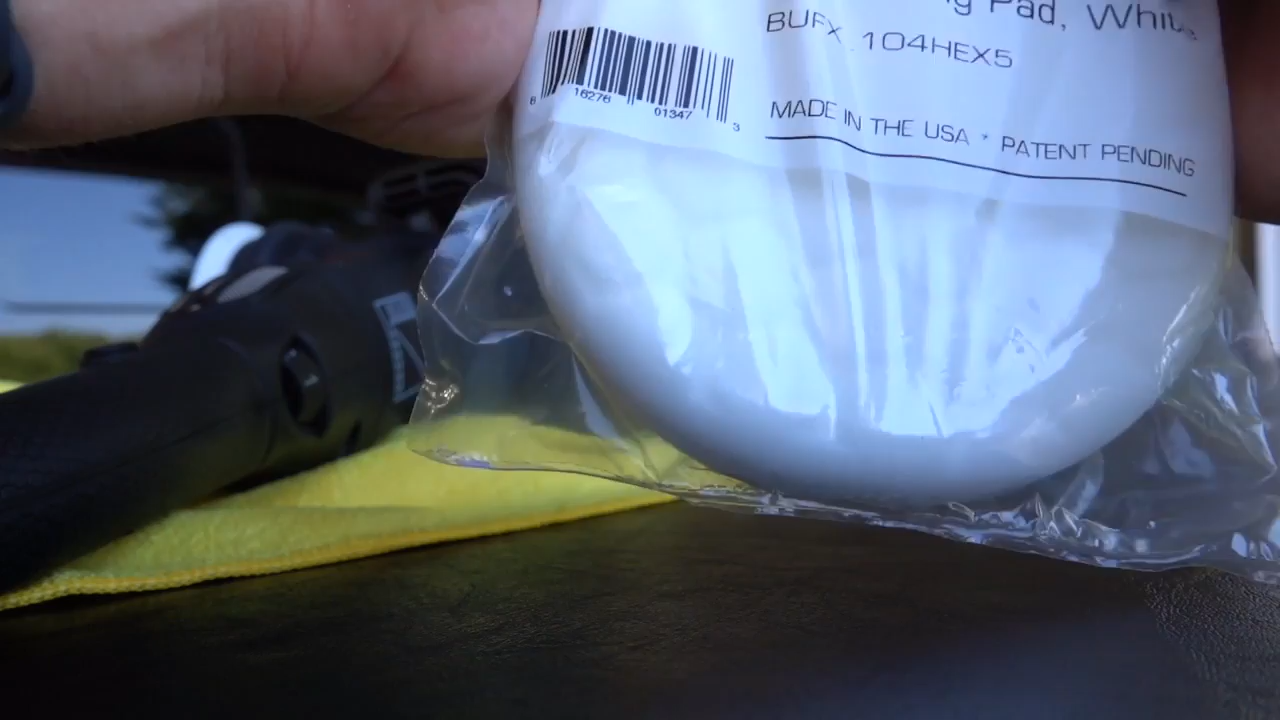 Pad, White
BUFX 104HEX5
6 16276 01347 3
MADE IN THE USA * PATENT PENDING